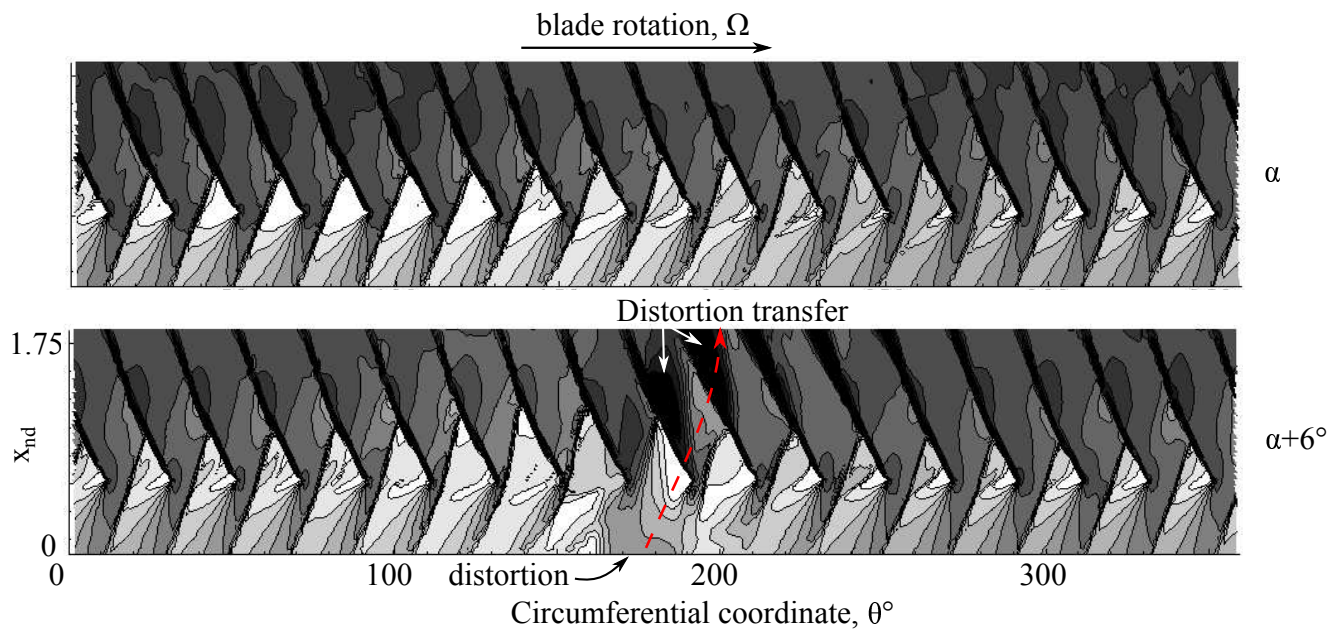 blade rotation, Ω
α
Distortion transfer
1.75
x_nd
α+6°
0
0
100
distortion
200
300
Circumferential coordinate, θ°